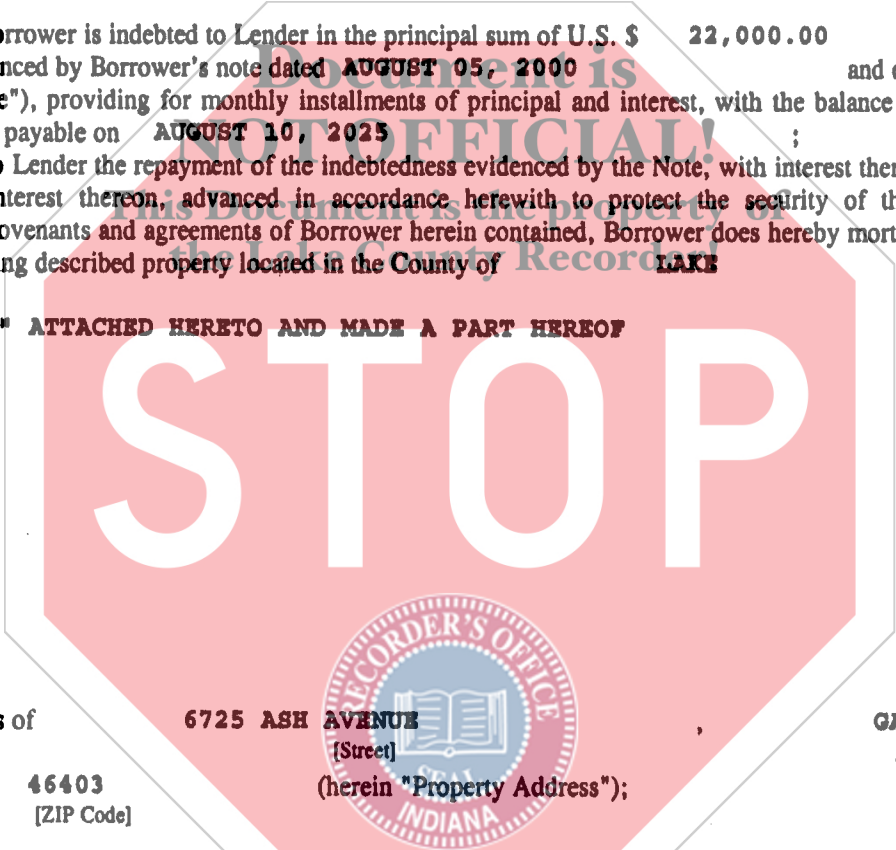 rrower is indebted to Lender in the principal sum of U.S. $ 22,000.00
nced by Borrower's note dated AUGUST 05, 2000 and
e"), providing for monthly installments of principal and interest, with the balance
payable on AUGUST 10, 2025 ;
Lender the repayment of the indebtedness evidenced by the Note, with interest ther
nterest thereon, advanced in accordance herewith to protect the security of th
ovenants and agreements of Borrower herein contained, Borrower does hereby mort
ng described property located in the County of LAKE
Document is
NOT OFFICIAL!
This Document is the property of
the Lake County Recorder!
" ATTACHED HERETO AND MADE A PART HEREOF
STOP
s of 6725 ASH AVENUE , GA
[Street]
46403 (herein "Property Address");
[ZIP Code]
RECORDER'S OFFICE
SEAL
INDIANA